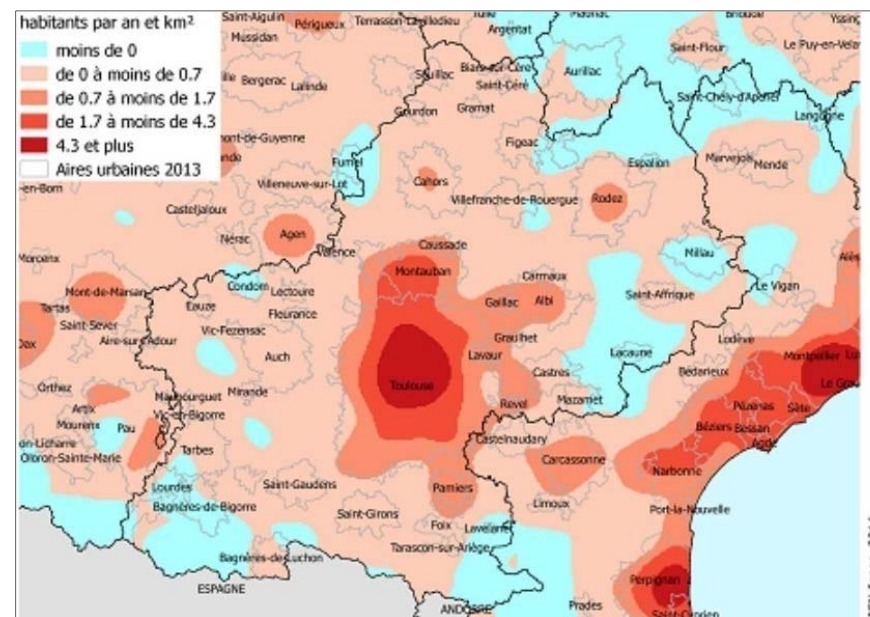 habitants par an et km²
moins de 0
de 0 à moins de 0.7
de 0.7 à moins de 1.7
de 1.7 à moins de 4.3
4.3 et plus
Aires urbaines 2013
Saint-Aigulin
Périgueux
Mussidan
Argentat
Brioude
Saint-Flour
Le Puy-en-Velay
Bergerac
Lalinde
Souillac
Saint-Céré
Aurillac
Gourdon
Gramat
Saint-Chély-d'Apcher
Langogne
Figeac
Fumel
Marvejols
Mende
Espalion
Villeneuve-sur-Lot
Cahors
Villefranche-de-Rouergue
Rodez
Casteljaloux
Agen
Nérac
Valence
Caussade
Morcenx
Millau
Montauban
Carmaux
Condom
Lectoure
Le Vigan
Mont-de-Marsan
Tartas
Eauze
Fleurance
Gaillac
Albi
Saint-Affrique
Saint-Sever
Vic-Fezensac
Aire-sur-l'Adour
Graulhet
Lodève
Auch
Lavaur
Lacaune
Montpellier
Castres
Bédarieux
Orthez
Maubourguet
Mirande
Toulouse
Mazamet
Artix
Vic-en-Bigorre
Revel
Pézenas
Sète
Mourenx
Pau
Béziers
Bessan
Castelnaudary
Agde
Oloron-Sainte-Marie
Tarbes
Carcassonne
Narbonne
Lourdes
Saint-Gaudens
Pamiers
Bagnères-de-Bigorre
Limoux
Saint-Girons
Port-la-Nouvelle
Foix
Lavelanet
Tarascon-sur-Ariège
Bagnères-de-Luchon
Perpignan
ESPAGNE
Prades
ANDORRE
Saint-Cyprien